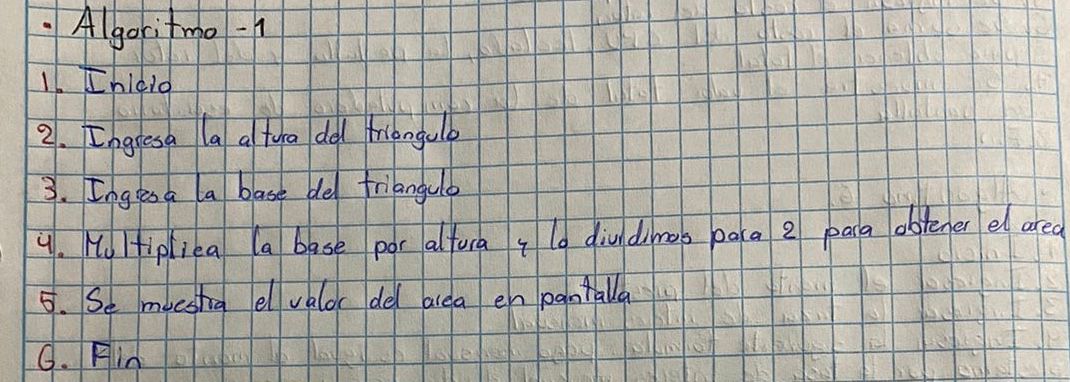 • Algoritmo - 1
1. Inicio
2. Ingresa la altura del triangulo
3. Ingresa la base del triangulo
4. Multipliea la base por altura y lo dividimos para 2 para obtener el area
5. Se muestra el valor del area en pantalla
6. Fin